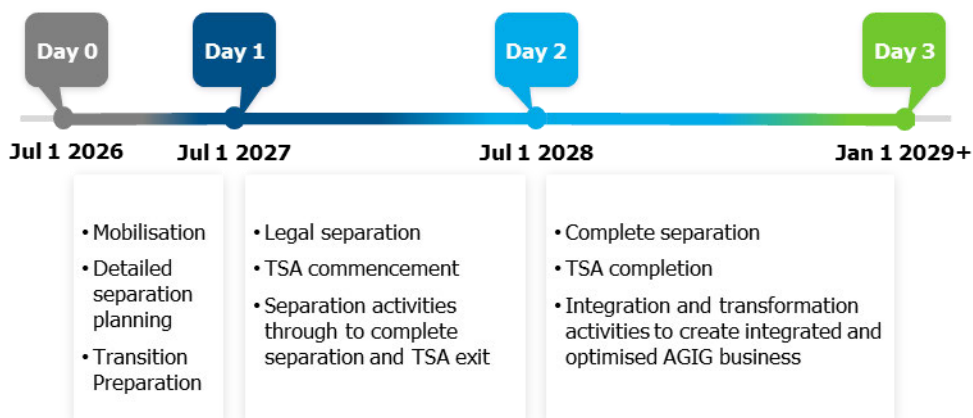 Day 0
Day 1
Day 2
Day 3
Jul 1 2026
Jul 1 2027
Jul 1 2028
Jan 1 2029+
• Mobilisation
• Detailed
separation
planning
• Transition
Preparation
• Legal separation
• TSA commencement
• Separation activities
through to complete
separation and TSA exit
• Complete separation
• TSA completion
• Integration and transformation
activities to create integrated and
optimised AGIG business